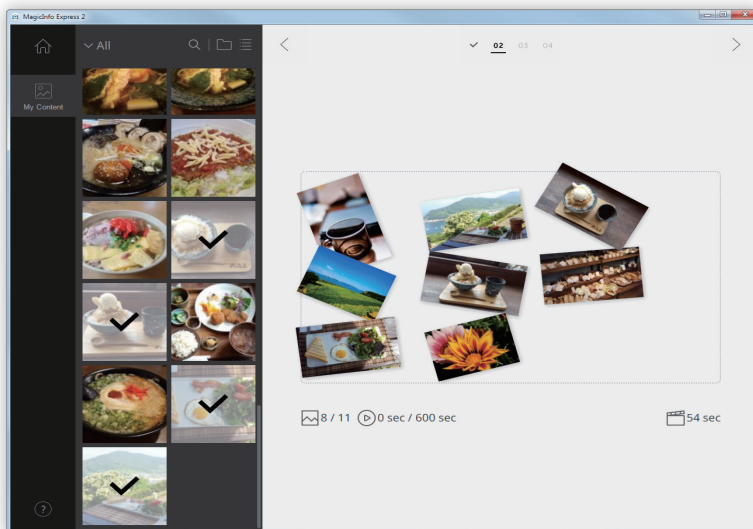 MagicInfo Express 2
All
My Content
02 03 04
8 / 11 0 sec / 600 sec
54 sec
?